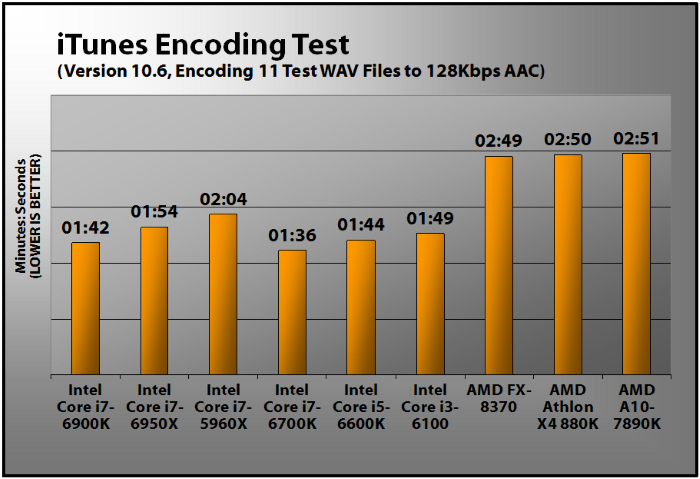 iTunes Encoding Test
(Version 10.6, Encoding 11 Test WAV Files to 128Kbps AAC)
Minutes: Seconds
(LOWER IS BETTER)
01:42
01:54
02:04
01:36
01:44
01:49
02:49
02:50
02:51
Intel
Core i7-
6900K
Intel
Core i7-
6950X
Intel
Core i7-
5960X
Intel
Core i7-
6700K
Intel
Core i5-
6600K
Intel
Core i3-
6100
AMD FX-
8370
AMD
Athlon
X4 880K
AMD
A10-
7890K